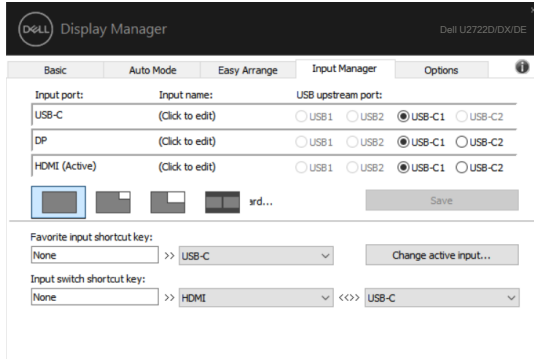 DELL Display Manager Dell U2722D/DX/DE
Basic Auto Mode Easy Arrange Input Manager Options i
Input port: Input name: USB upstream port:
USB-C (Click to edit) USB1 USB2 USB-C1 USB-C2
DP (Click to edit) USB1 USB2 USB-C1 USB-C2
HDMI (Active) (Click to edit) USB1 USB2 USB-C1 USB-C2
ard... Save
Favorite input shortcut key:
None >> USB-C Change active input...
Input switch shortcut key:
None >> HDMI <<>> USB-C